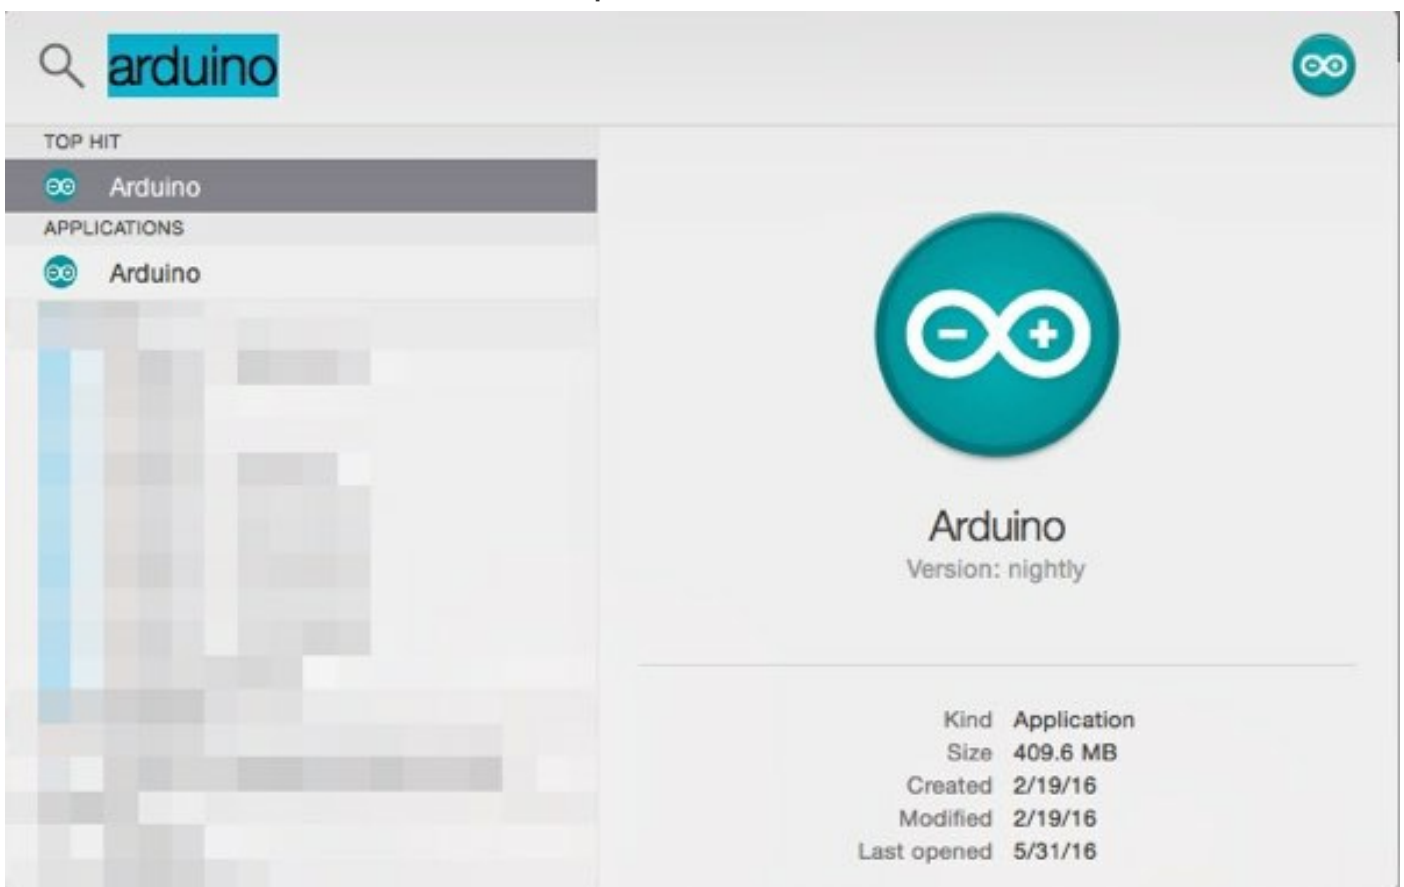 arduino
TOP HIT
Arduino
APPLICATIONS
Arduino
Arduino
Version: nightly
Kind Application
Size 409.6 MB
Created 2/19/16
Modified 2/19/16
Last opened 5/31/16